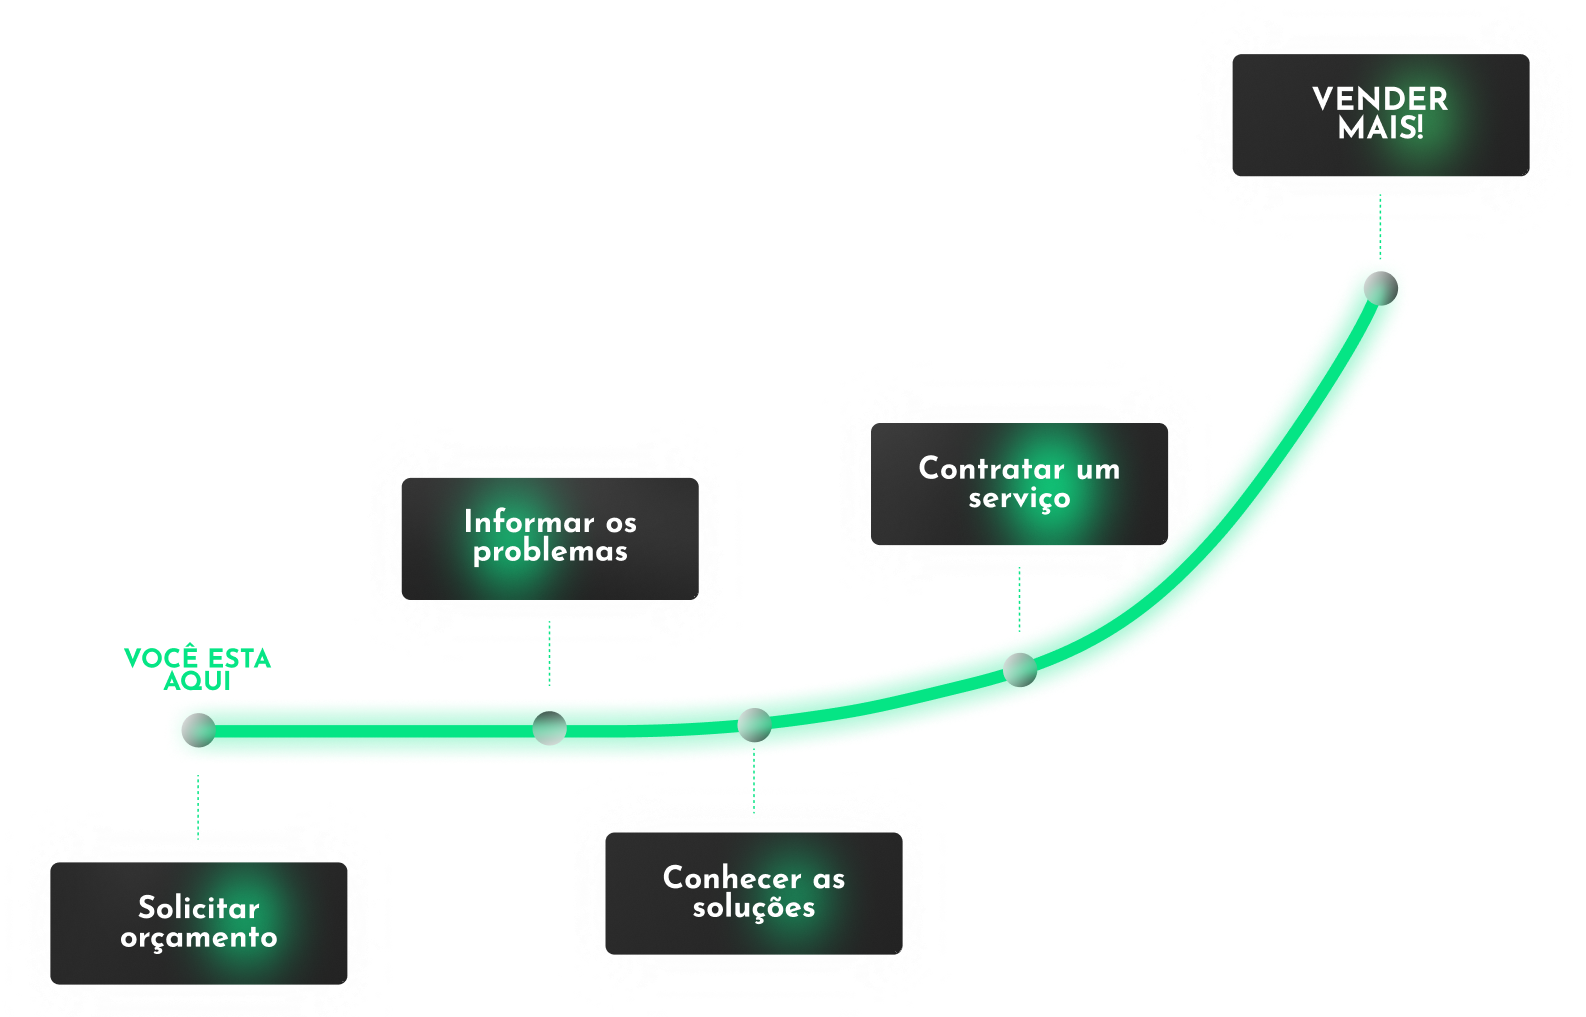 VENDER
MAIS!
Contratar um
serviço
Informar os
problemas
VOCÊ ESTA
AQUI
Conhecer as
soluções
Solicitar
orçamento